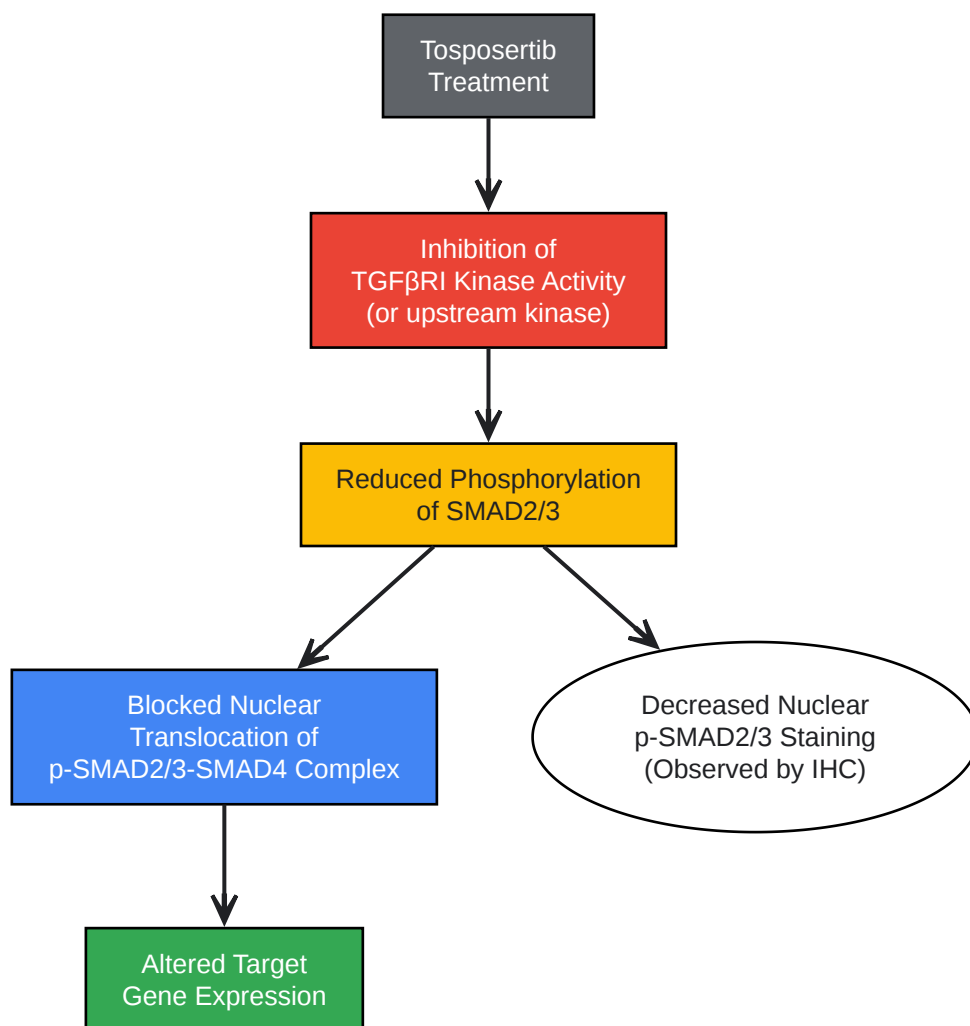 Tosposertib
Treatment
Inhibition of
TGFβRI Kinase Activity
(or upstream kinase)
Reduced Phosphorylation
of SMAD2/3
Blocked Nuclear
Translocation of
p-SMAD2/3-SMAD4 Complex
Decreased Nuclear
p-SMAD2/3 Staining
(Observed by IHC)
Altered Target
Gene Expression